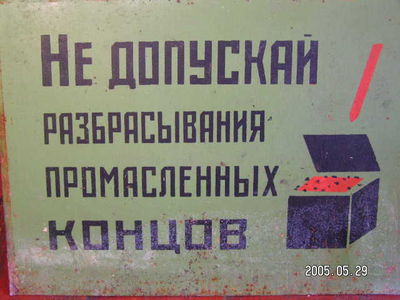 НЕ ДОПУСКАЙ
РАЗБРАСЫВАНИЯ
ПРОМАСЛЕННЫХ
КОНЦОВ
2005.05.29